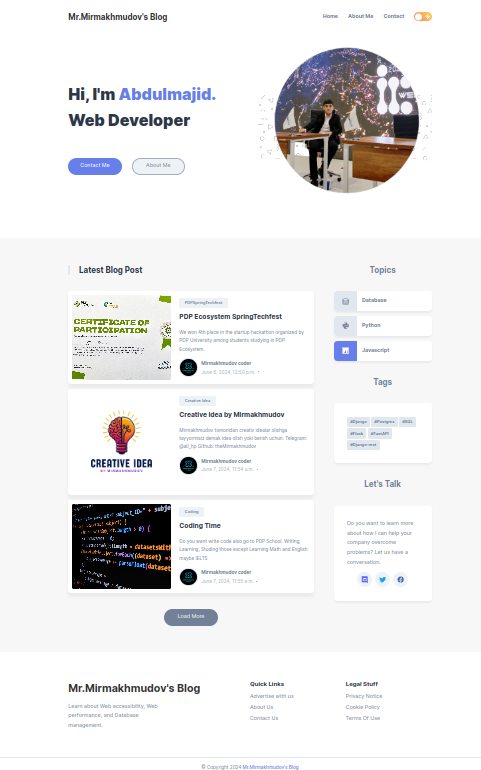 Mr.Mirmakhmudov's Blog
Home About Me Contact
Hi, I'm Abdulmajid.
Web Developer
Contact Me About Me
Latest Blog Post
CERTIFICATE OF
PARTICIPATION
PDPSpringTechfest
PDP Ecosystem SpringTechfest
We won 4th place in the startup hackathon organized by
PDP University among students studying in PDP
Ecosystem.
Mirmakhmudov coder
June 6, 2024, 12:50 p.m. •
CREATIVE IDEA
BY MIRMAKHMUDOV
Creative Idea
Creative Idea by Mirmakhmudov
Mirmakhmudov tomonidan creativ idealar olishga
tayyormisiz demak idea olish yoki berish uchun: Telegram:
Github: theMirmakhmudov
Mirmakhmudov coder
June 7, 2024, 11:54 a.m. •
Coding
Coding Time
Do you want write code also go to PDP School. Writing
Learning, Studing those except Learning Math and English
maybe IELTS
Mirmakhmudov coder
June 7, 2024, 11:55 a.m. •
Load More
Topics
Database
Python
Javascript
Tags
#Django #Postgres #SQL
#Flask #FastAPI
#Django-rest
Let's Talk
Do you want to learn more
about how I can help your
company overcome
problems? Let us have a
conversation.
Mr.Mirmakhmudov's Blog
Learn about Web accessibility, Web
performance, and Database
management.
Quick Links
Advertise with us
About Us
Contact Us
Legal Stuff
Privacy Notice
Cookie Policy
Terms Of Use
© Copyright 2024 Mr.Mirmakhmudov's Blog